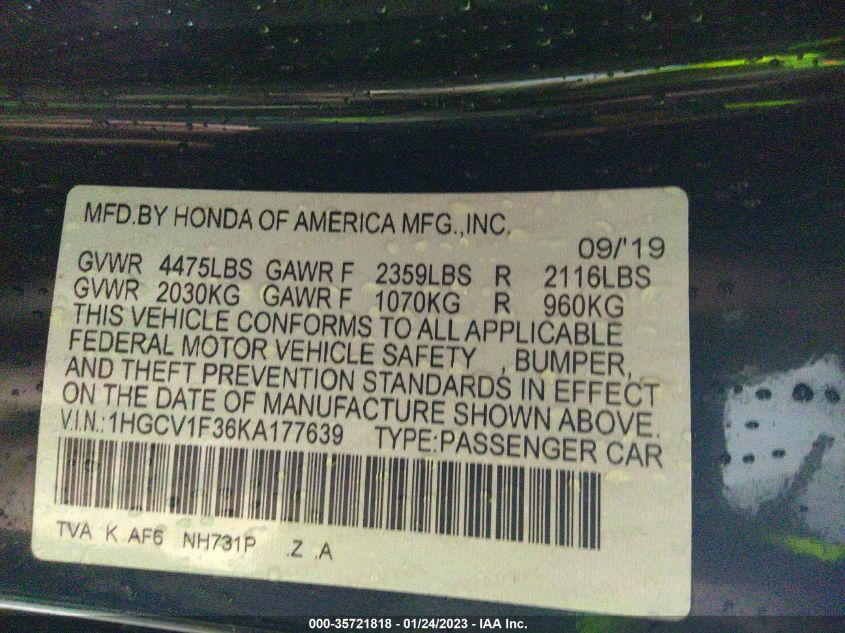 MFD.BY HONDA OF AMERICA MFG.,INC.
09/'19
GVWR 4475LBS GAWR F 2359LBS R 2116LBS
GVWR 2030KG GAWR F 1070KG R 960KG
THIS VEHICLE CONFORMS TO ALL APPLICABLE
FEDERAL MOTOR VEHICLE SAFETY , BUMPER,
AND THEFT PREVENTION STANDARDS IN EFFECT
ON THE DATE OF MANUFACTURE SHOWN ABOVE.
V.I.N.:1HGCV1F36KA177639 TYPE:PASSENGER CAR
TVA K AF6 NH731P .Z .A
000-35721818 - 01/24/2023 - IAA Inc.